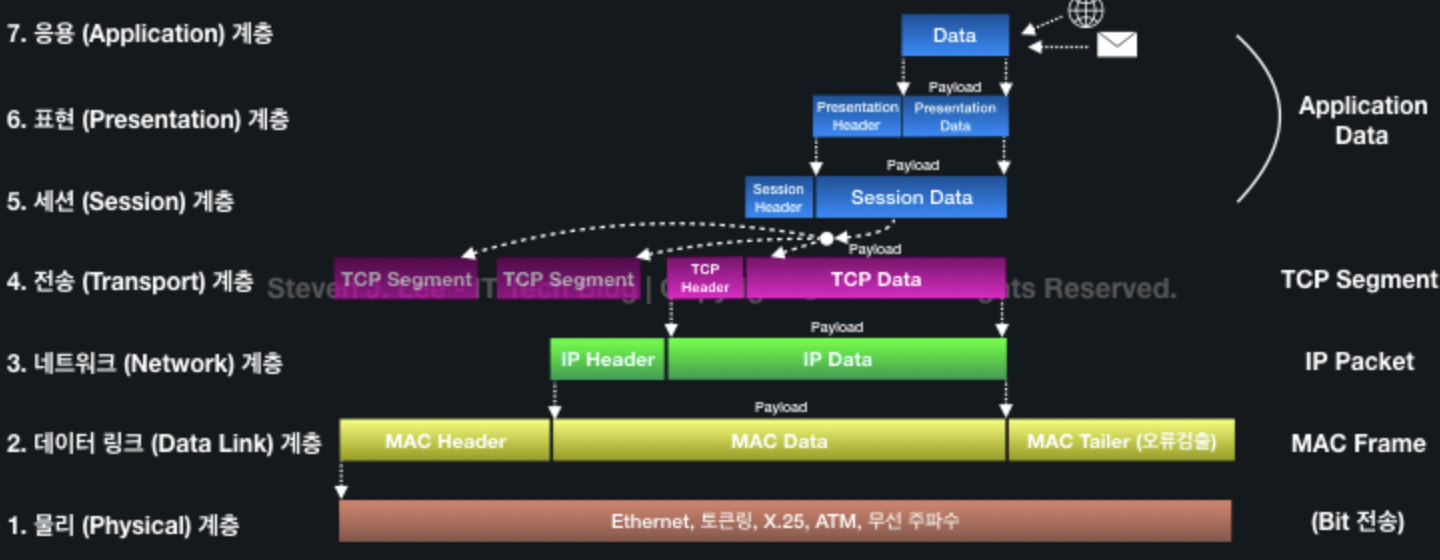 7. 응용 (Application) 계층
Data
Payload
6. 표현 (Presentation) 계층
Presentation Header
Presentation Data
Application Data
Payload
5. 세션 (Session) 계층
Session Header
Session Data
Payload
4. 전송 (Transport) 계층
TCP Segment
TCP Segment
TCP Header
TCP Data
TCP Segment
Steven J. Lee - IT Tech Blog | Copyright rights Reserved.
Payload
3. 네트워크 (Network) 계층
IP Header
IP Data
IP Packet
Payload
2. 데이터 링크 (Data Link) 계층
MAC Header
MAC Data
MAC Tailer (오류검출)
MAC Frame
1. 물리 (Physical) 계층
Ethernet, 토큰링, X.25, ATM, 무선 주파수
(Bit 전송)